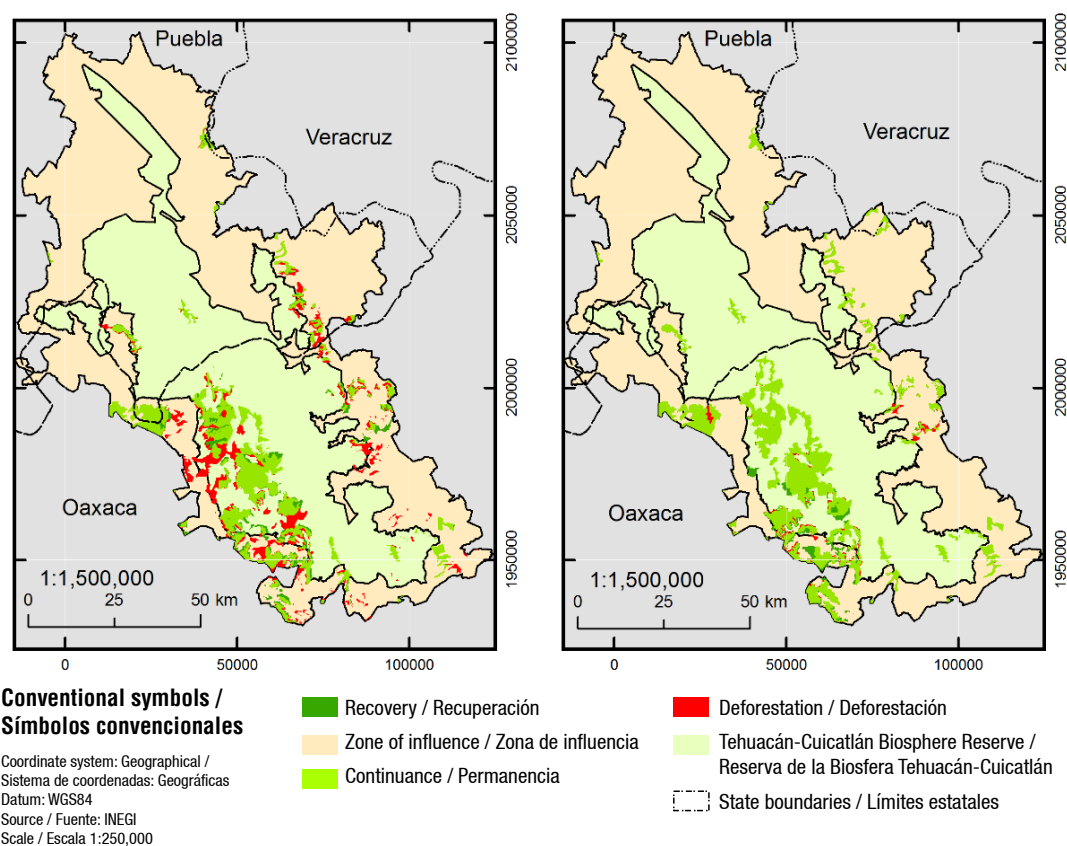 Puebla
Veracruz
Oaxaca
1:1,500,000
0 25 50 km
0 50000 100000
Puebla
Veracruz
Oaxaca
1:1,500,000
0 25 50 km
0 50000 100000
2100000
2050000
2000000
1950000
Conventional symbols /
Símbolos convencionales
Coordinate system: Geographical /
Sistema de coordenadas: Geográficas
Datum: WGS84
Source / Fuente: INEGI
Scale / Escala 1:250,000
Recovery / Recuperación
Zone of influence / Zona de influencia
Continuance / Permanencia
Deforestation / Deforestación
Tehuacán-Cuicatlán Biosphere Reserve /
Reserva de la Biosfera Tehuacán-Cuicatlán
State boundaries / Límites estatales